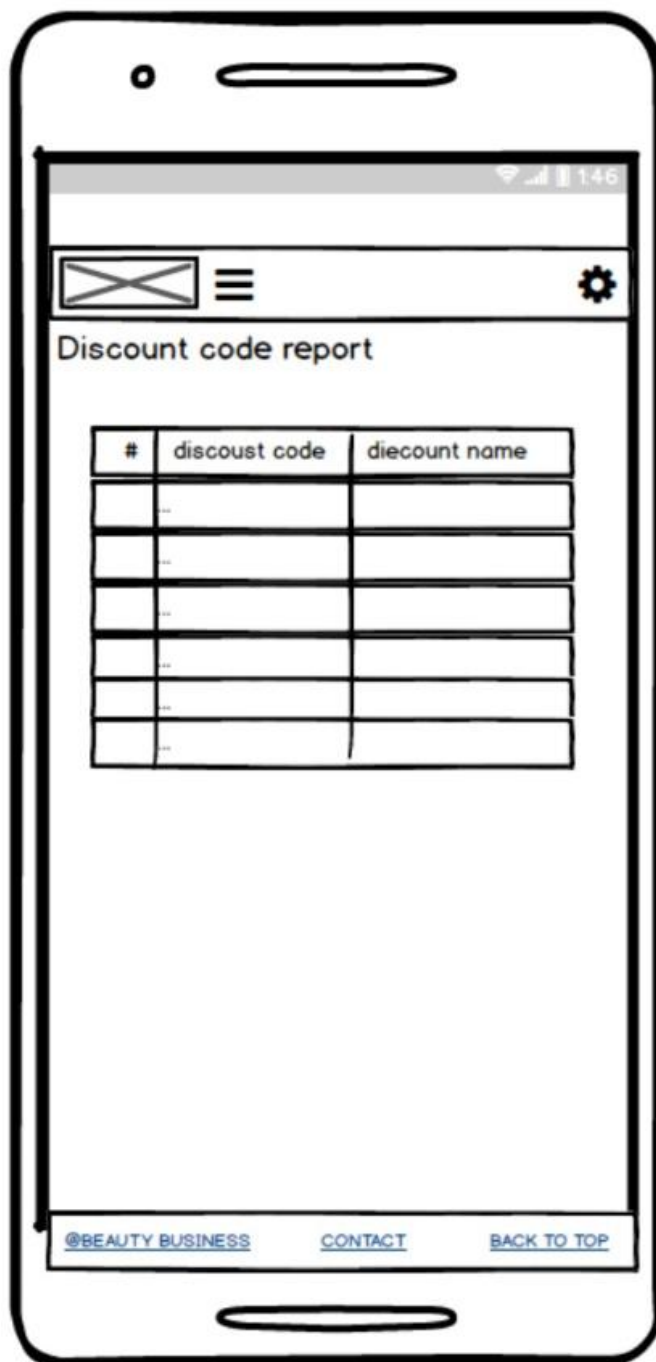 1:46
Discount code report
# discoust code diecount name
...
...
...
...
...
...
@BEAUTY BUSINESS CONTACT BACK TO TOP